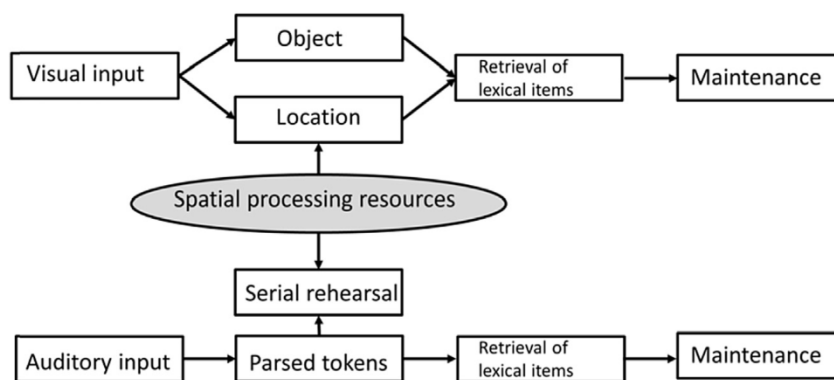 Object
Visual input
Retrieval of
lexical items
Maintenance
Location
Spatial processing resources
Serial rehearsal
Auditory input
Parsed tokens
Retrieval of
lexical items
Maintenance